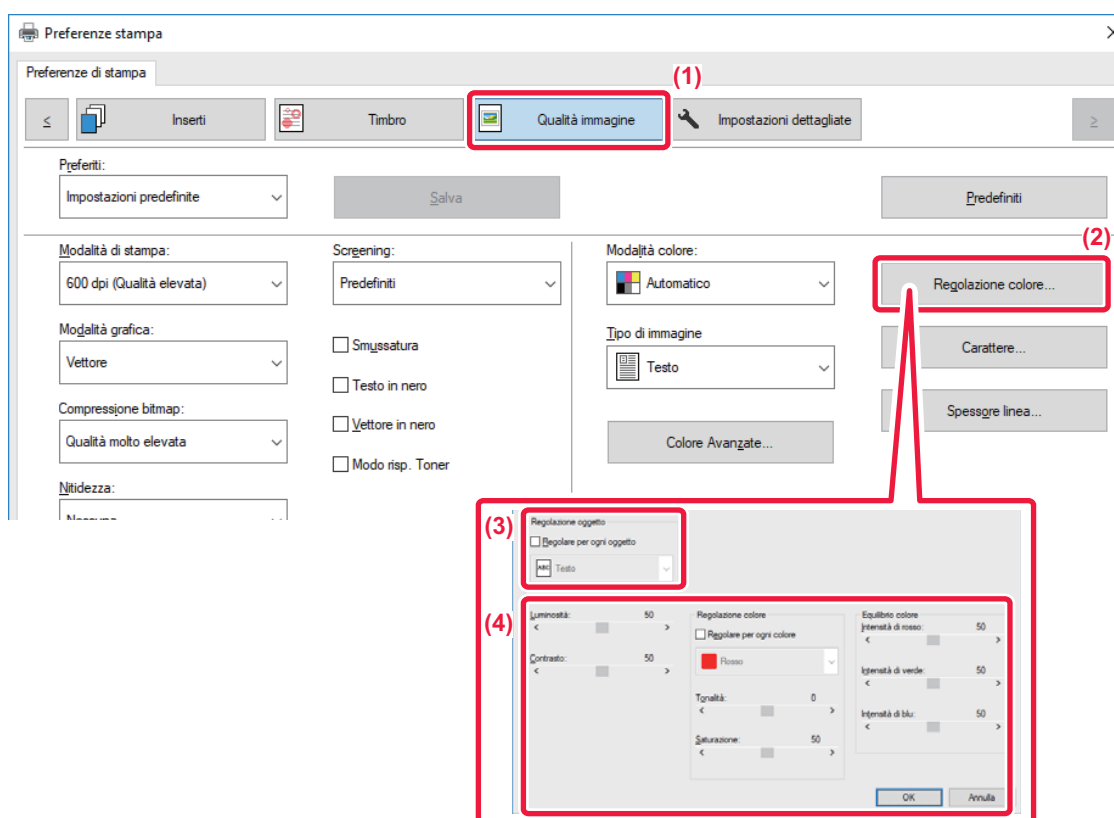 Preferenze stampa
Preferenze di stampa
(1)
≤ Inserti Timbro Qualità immagine Impostazioni dettagliate ≥
Preferiti:
Impostazioni predefinite Salva Predefiniti
(2)
Modalità di stampa: Screening: Modalità colore:
600 dpi (Qualità elevata) Predefiniti Automatico Regolazione colore...
Modalità grafica: Smussatura Tipo di immagine Carattere...
Vettore Testo in nero Testo
Compressione bitmap: Vettore in nero Spessore linea...
Qualità molto elevata Modo risp. Toner Colore Avanzate...
Nitidezza:
Nessuna
(3)
Regolazione oggetto
Regolare per ogni oggetto
ABC Testo
(4)
Luminosità: 50 Regolazione colore Equilibrio colore
Regolare per ogni colore Intensità di rosso: 50
Contrasto: 50 Rosso Intensità di verde: 50
Tonalità: 0 Intensità di blu: 50
Saturazione: 50
OK Annulla